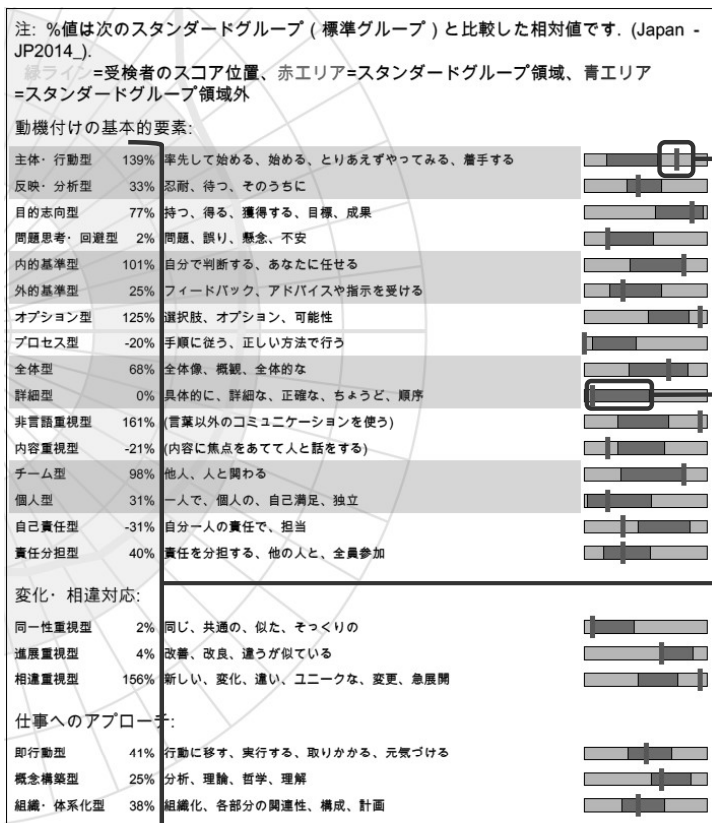 注: %値は次のスタンダードグループ ( 標準グループ ) と比較した相対値です. (Japan -
JP2014_).
緑ライン=受検者のスコア位置、赤エリア=スタンダードグループ領域、青エリア
=スタンダードグループ領域外
動機付けの基本的要素:
主体・行動型 139% 率先して始める、始める、とりあえずやってみる、着手する
反映・分析型 33% 忍耐、待つ、そのうちに
目的志向型 77% 持つ、得る、獲得する、目標、成果
問題思考・回避型 2% 問題、誤り、懸念、不安
内的基準型 101% 自分で判断する、あなたに任せる
外的基準型 25% フィードバック、アドバイスや指示を受ける
オプション型 125% 選択肢、オプション、可能性
プロセス型 -20% 手順に従う、正しい方法で行う
全体型 68% 全体像、概観、全体的な
詳細型 0% 具体的に、詳細な、正確な、ちょうど、順序
非言語重視型 161% (言葉以外のコミュニケーションを使う)
内容重視型 -21% (内容に焦点をあてて人と話をする)
チーム型 98% 他人、人と関わる
個人型 31% 一人で、個人の、自己満足、独立
自己責任型 -31% 自分一人の責任で、担当
責任分担型 40% 責任を分担する、他の人と、全員参加
変化・相違対応:
同一性重視型 2% 同じ、共通の、似た、そっくりの
進展重視型 4% 改善、改良、違うが似ている
相違重視型 156% 新しい、変化、違い、ユニークな、変更、急展開
仕事へのアプローチ:
即行動型 41% 行動に移す、実行する、取りかかる、元気づける
概念構築型 25% 分析、理論、哲学、理解
組織・体系化型 38% 組織化、各部分の関連性、構成、計画